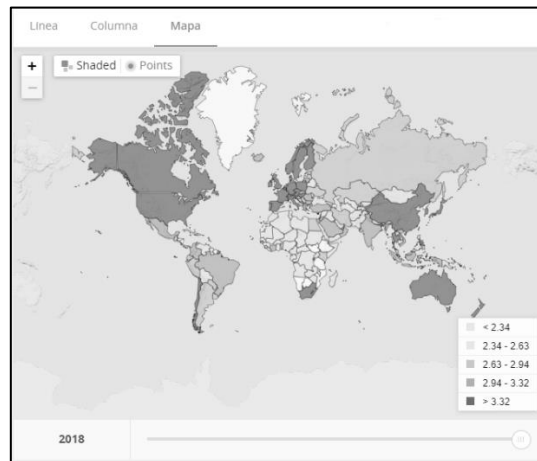 Línea Columna Mapa
+ Shaded Points
−
< 2.34
2.34 - 2.63
2.63 - 2.94
2.94 - 3.32
> 3.32
2018